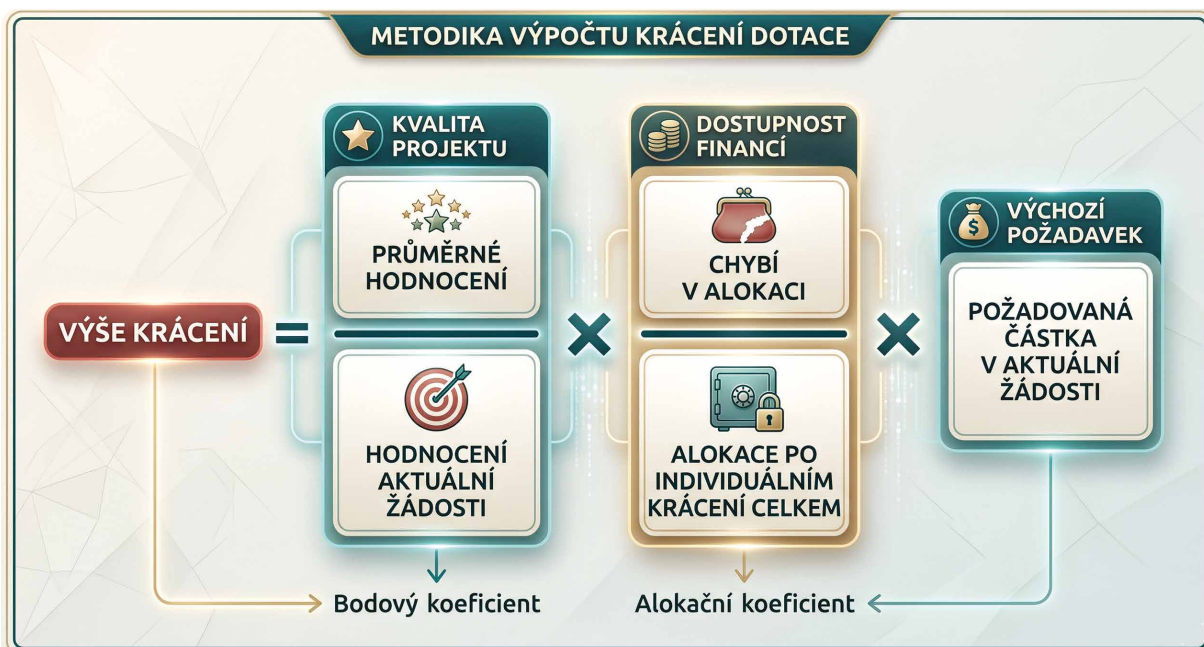 METODIKA VÝPOČTU KRÁCENÍ DOTACE
VÝŠE KRÁCENÍ
=
KVALITA
PROJEKTU
PRŮMĚRNÉ
HODNOCENÍ
HODNOCENÍ
AKTUÁLNÍ
ŽÁDOSTI
×
DOSTUPNOST
FINANCÍ
CHYBÍ
V ALOKACI
ALOKACE PO
INDIVIDUÁLNÍM
KRÁCENÍ CELKEM
×
$
VÝCHOZÍ
POŽADAVEK
POŽADOVANÁ
ČÁSTKA
V AKTUÁLNÍ
ŽÁDOSTI
Bodový koeficient
Alokační koeficient